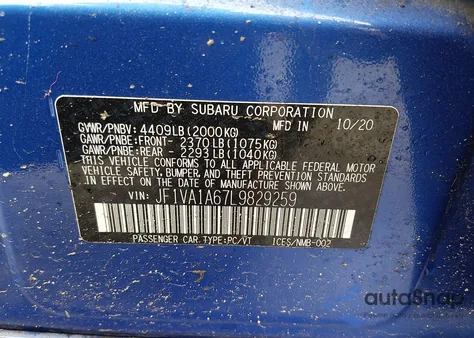 MFD BY SUBARU CORPORATION
GVWR/PNBV: 4409LB (2000KG) MFD IN 10/20
GAWR/PNBE:FRONT- 2370LB (1075KG)
GAWR/PNBE:REAR - 2293LB (1040KG)
THIS VEHICLE CONFORMS TO ALL APPLICABLE FEDERAL MOTOR
VEHICLE SAFETY, BUMPER, AND THEFT PREVENTION STANDARDS
IN EFFECT ON THE DATE OF MANUFACTURE SHOWN ABOVE.
VIN: JF1VA1A67L9829259
PASSENGER CAR. TYPE:PC/VT ICES/NMB-002
autoSnap